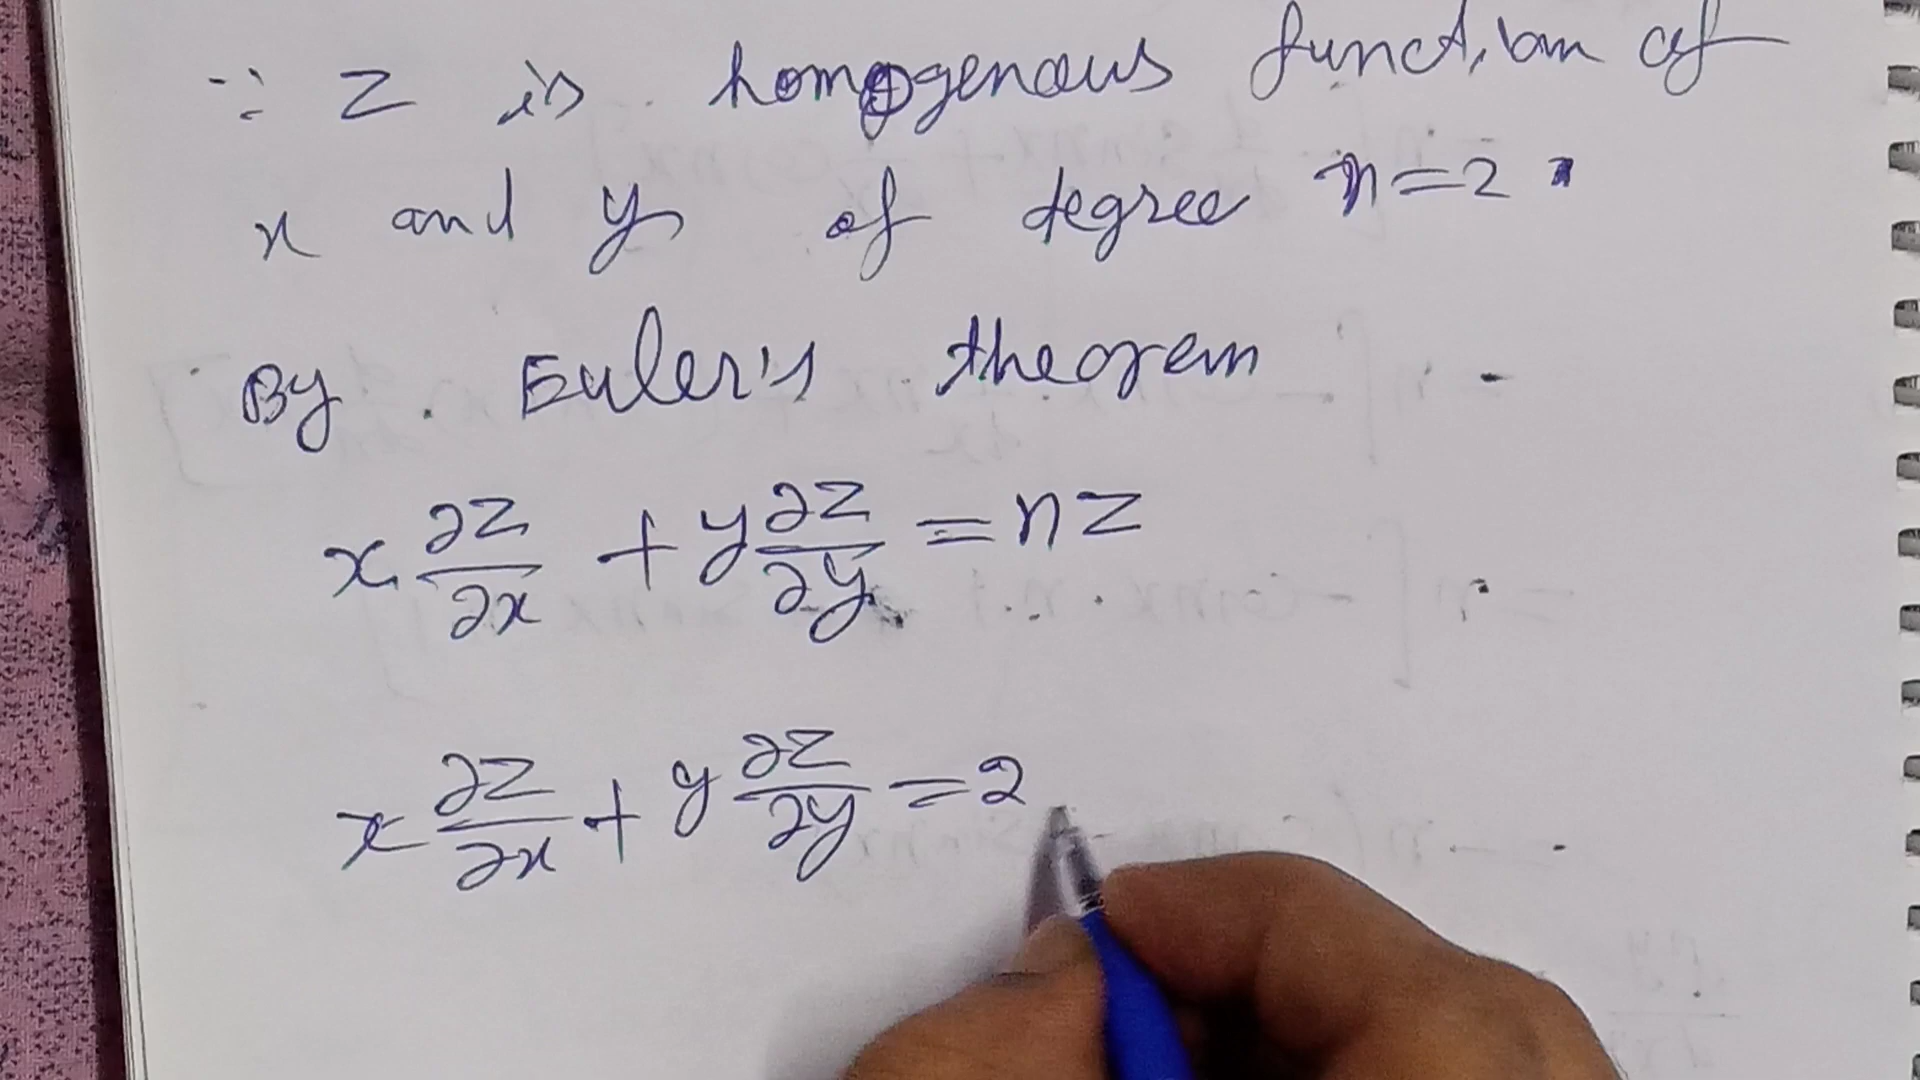 ∵ z is homogenous function of
x and y of degree n=2
By Euler's theorem
x ∂z/∂x + y ∂z/∂y = nz
x ∂z/∂x + y ∂z/∂y = 2